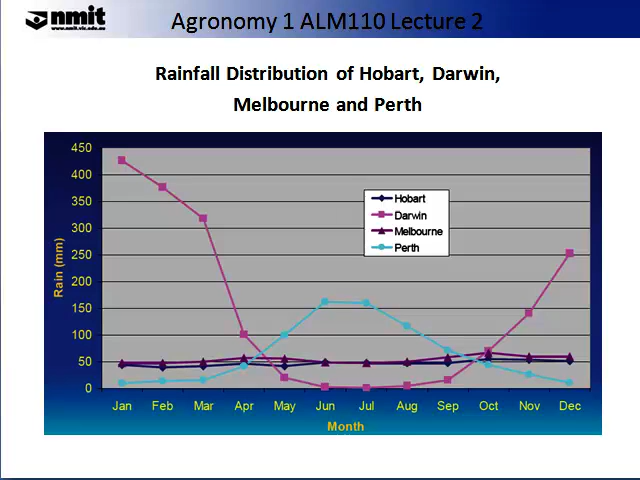 nmit
www.nmit.vic.edu.au
Agronomy 1 ALM110 Lecture 2
Rainfall Distribution of Hobart, Darwin,
Melbourne and Perth
450
400
350
300
250
200
150
100
50
0
Rain (mm)
Hobart
Darwin
Melbourne
Perth
Jan Feb Mar Apr May Jun Jul Aug Sep Oct Nov Dec
Month